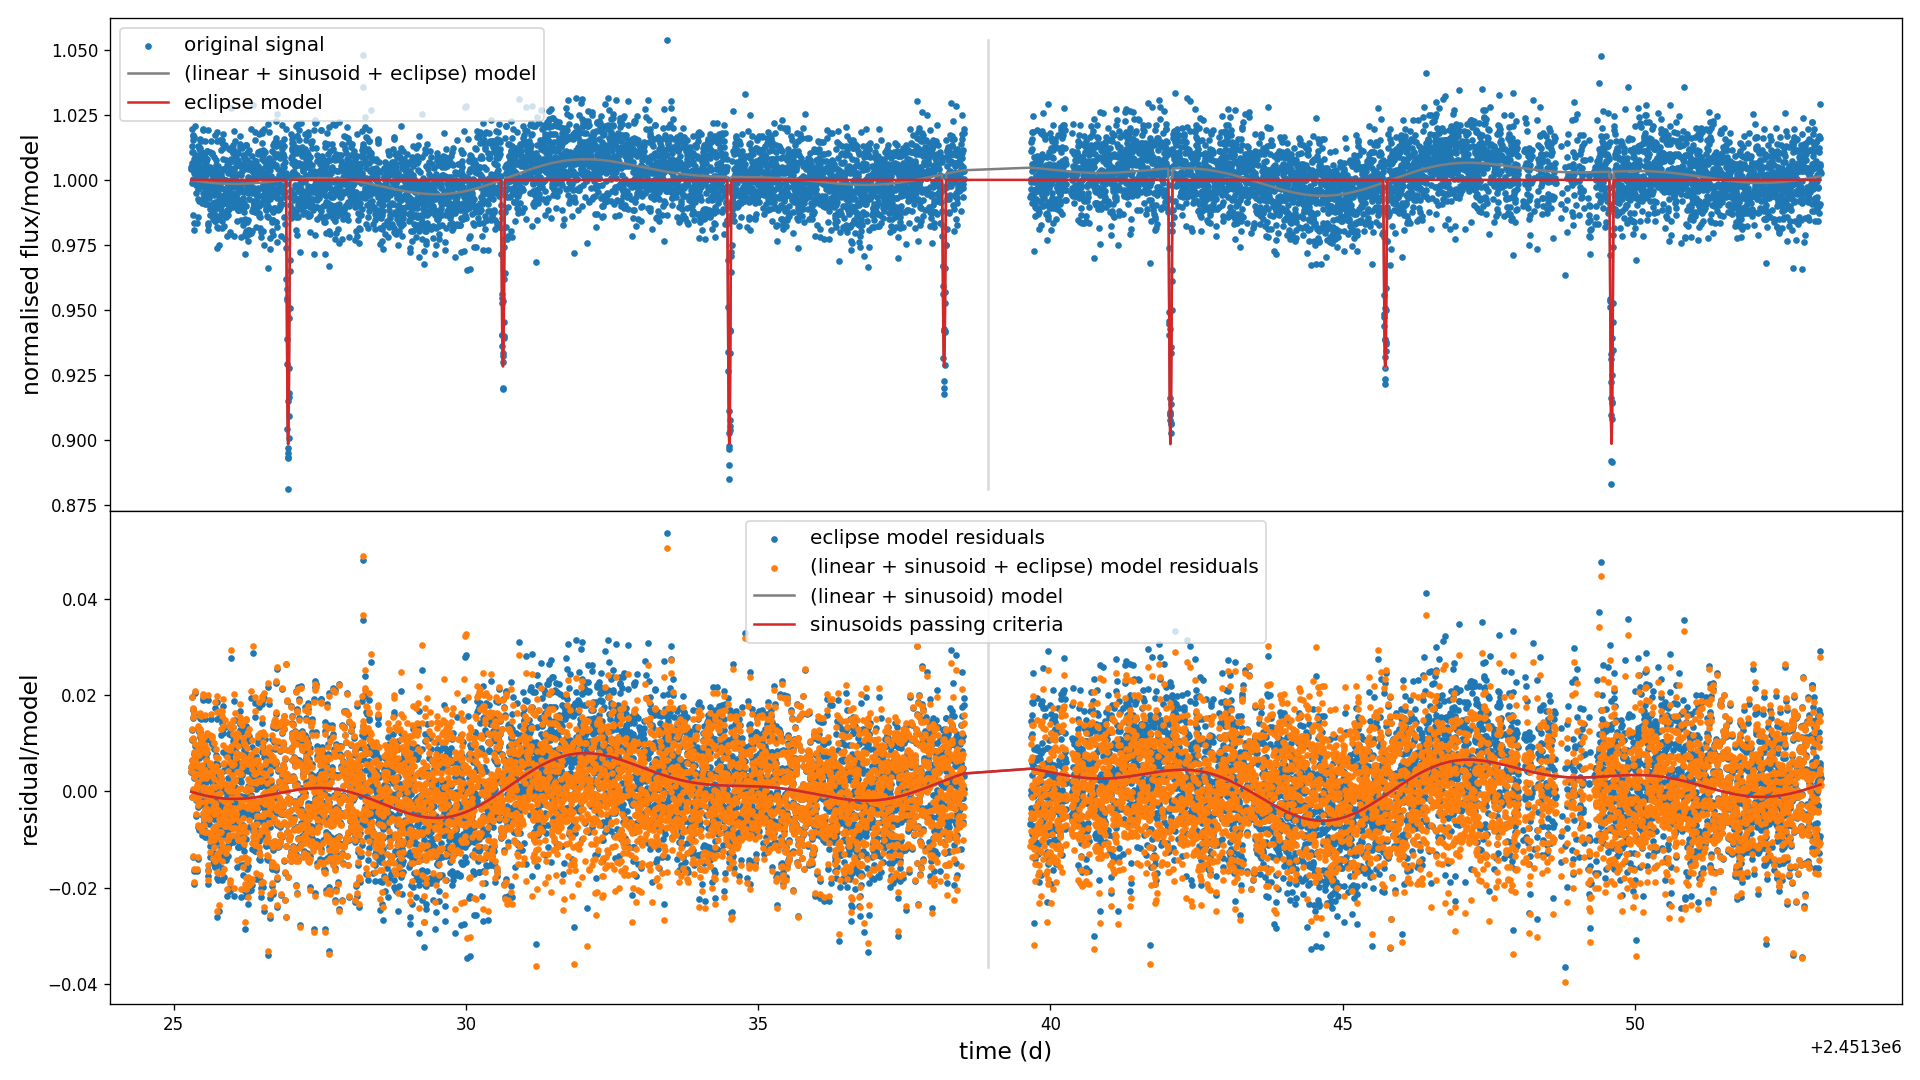 original signal
(linear + sinusoid + eclipse) model
eclipse model
normalised flux/model
1.050
1.025
1.000
0.975
0.950
0.925
0.900
0.875
eclipse model residuals
(linear + sinusoid + eclipse) model residuals
(linear + sinusoid) model
sinusoids passing criteria
residual/model
0.04
0.02
0.00
−0.02
−0.04
25 30 35 40 45 50
time (d)
+2.4513e6